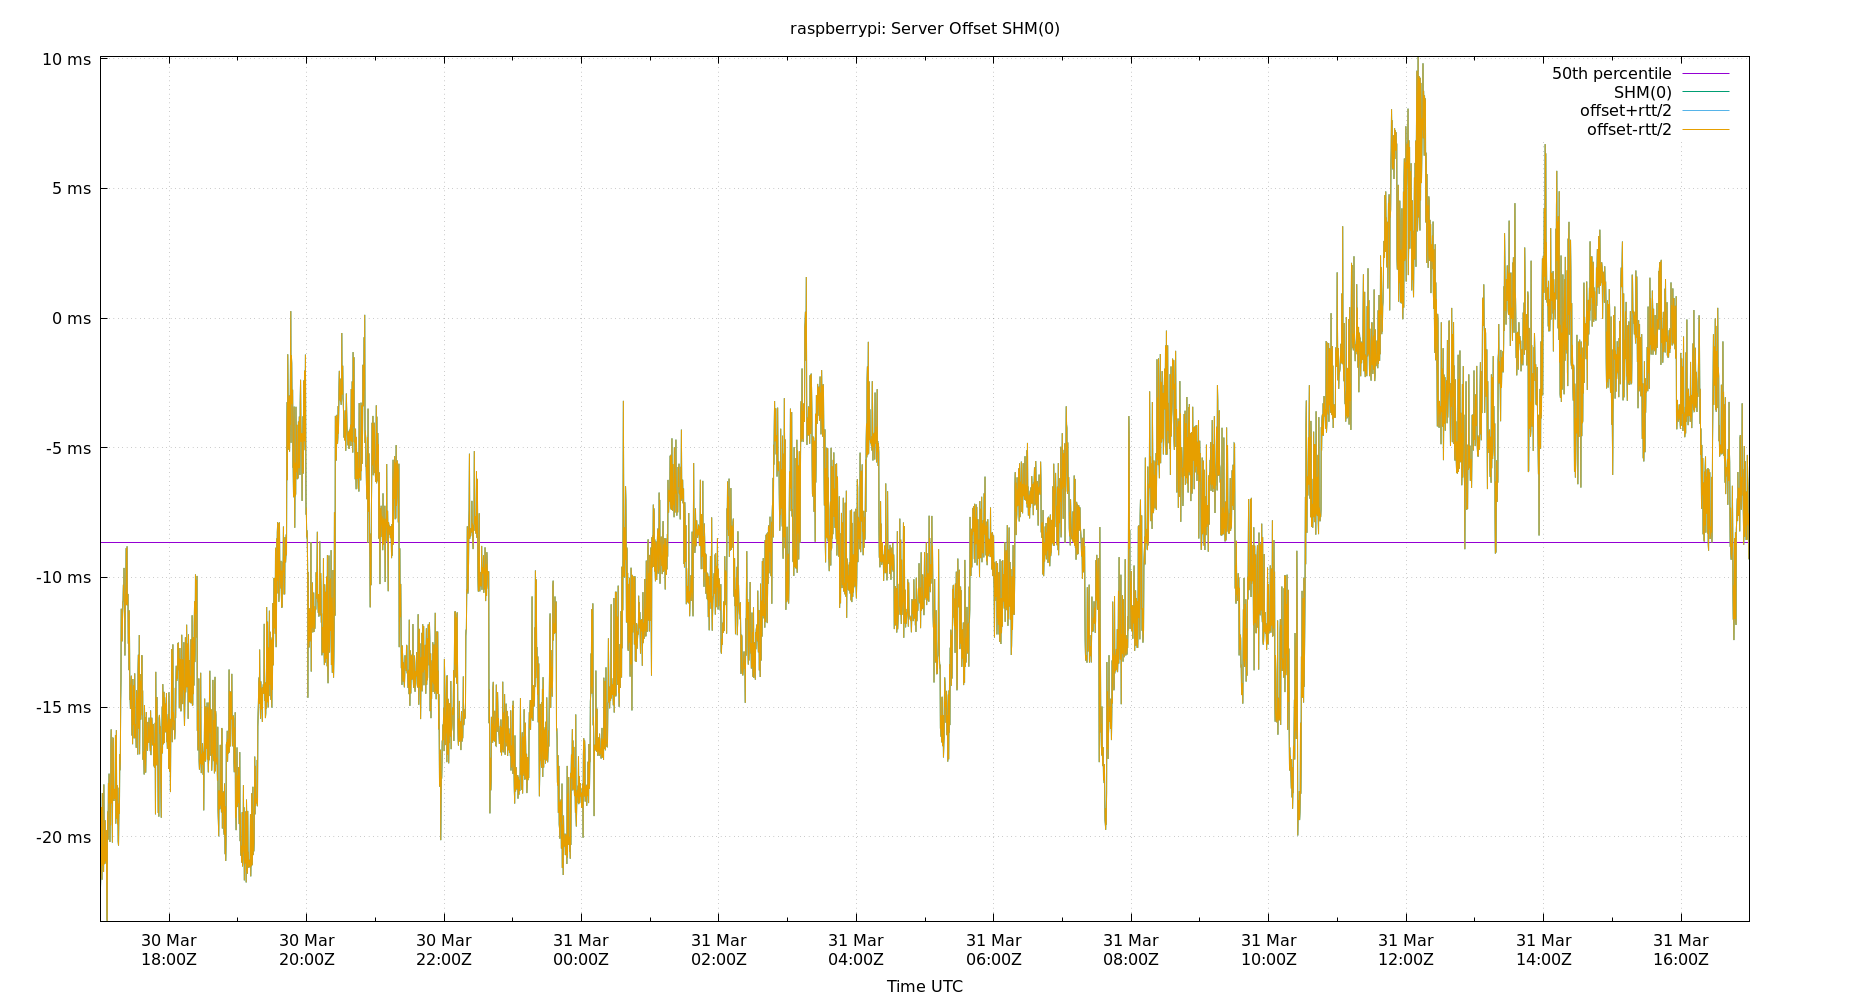 raspberrypi: Server Offset SHM(0)
10 ms
5 ms
0 ms
-5 ms
-10 ms
-15 ms
-20 ms
50th percentile
SHM(0)
offset+rtt/2
offset-rtt/2
30 Mar
18:00Z
30 Mar
20:00Z
30 Mar
22:00Z
31 Mar
00:00Z
31 Mar
02:00Z
31 Mar
04:00Z
31 Mar
06:00Z
31 Mar
08:00Z
31 Mar
10:00Z
31 Mar
12:00Z
31 Mar
14:00Z
31 Mar
16:00Z
Time UTC